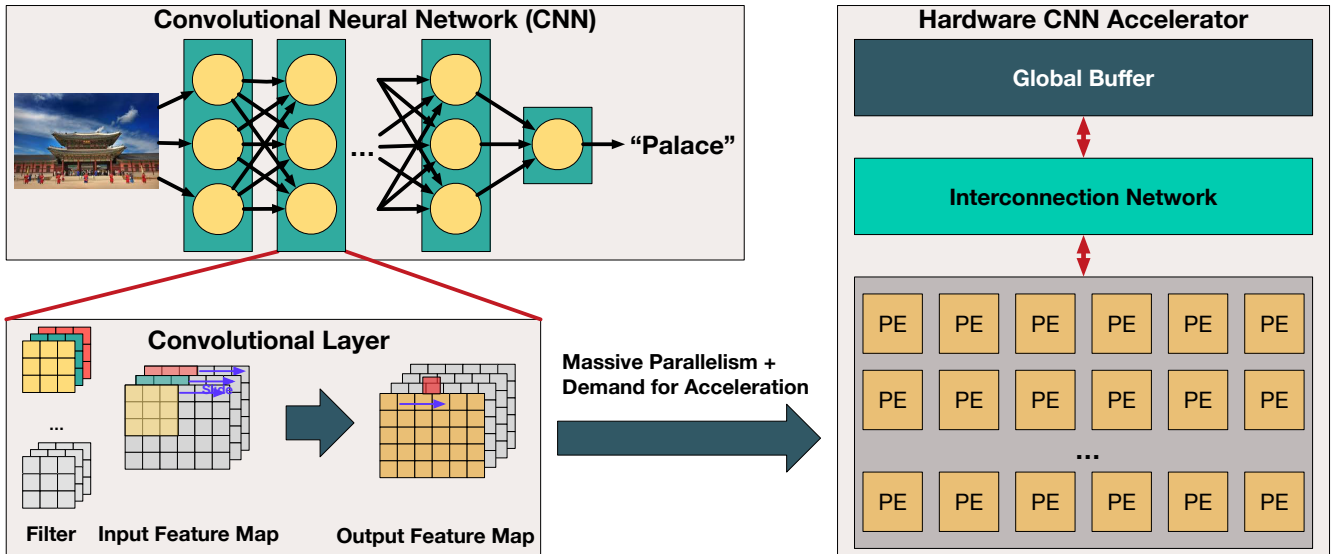 Convolutional Neural Network (CNN)
...
“Palace”
Convolutional Layer
Slide
...
Filter
Input Feature Map
Output Feature Map
Massive Parallelism +
Demand for Acceleration
Hardware CNN Accelerator
Global Buffer
Interconnection Network
PE PE PE PE PE PE
PE PE PE PE PE PE
...
PE PE PE PE PE PE